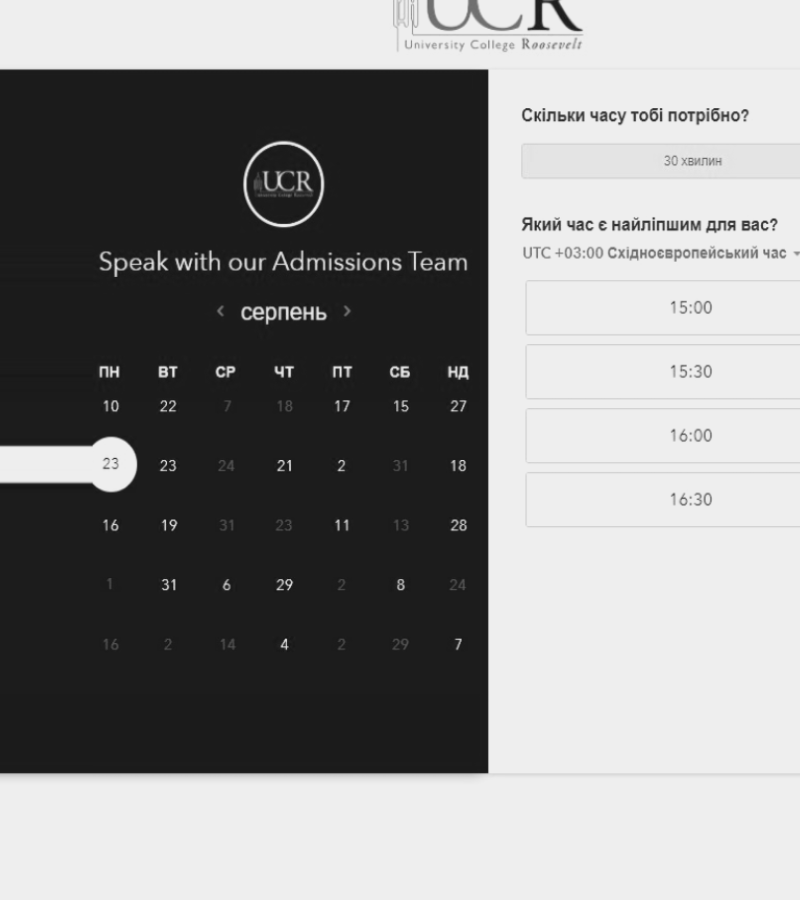 UCR
University College Roosevelt
UCR
Speak with our Admissions Team
< серпень >
ПН ВТ СР ЧТ ПТ СБ НД
10 22 7 18 17 15 27
23 23 24 21 2 31 18
16 19 31 23 11 13 28
1 31 6 29 2 8 24
16 2 14 4 2 29 7
Скільки часу тобі потрібно?
30 хвилин
Який час є найліпшим для вас?
UTC +03:00 Східноєвропейський час
15:00
15:30
16:00
16:30